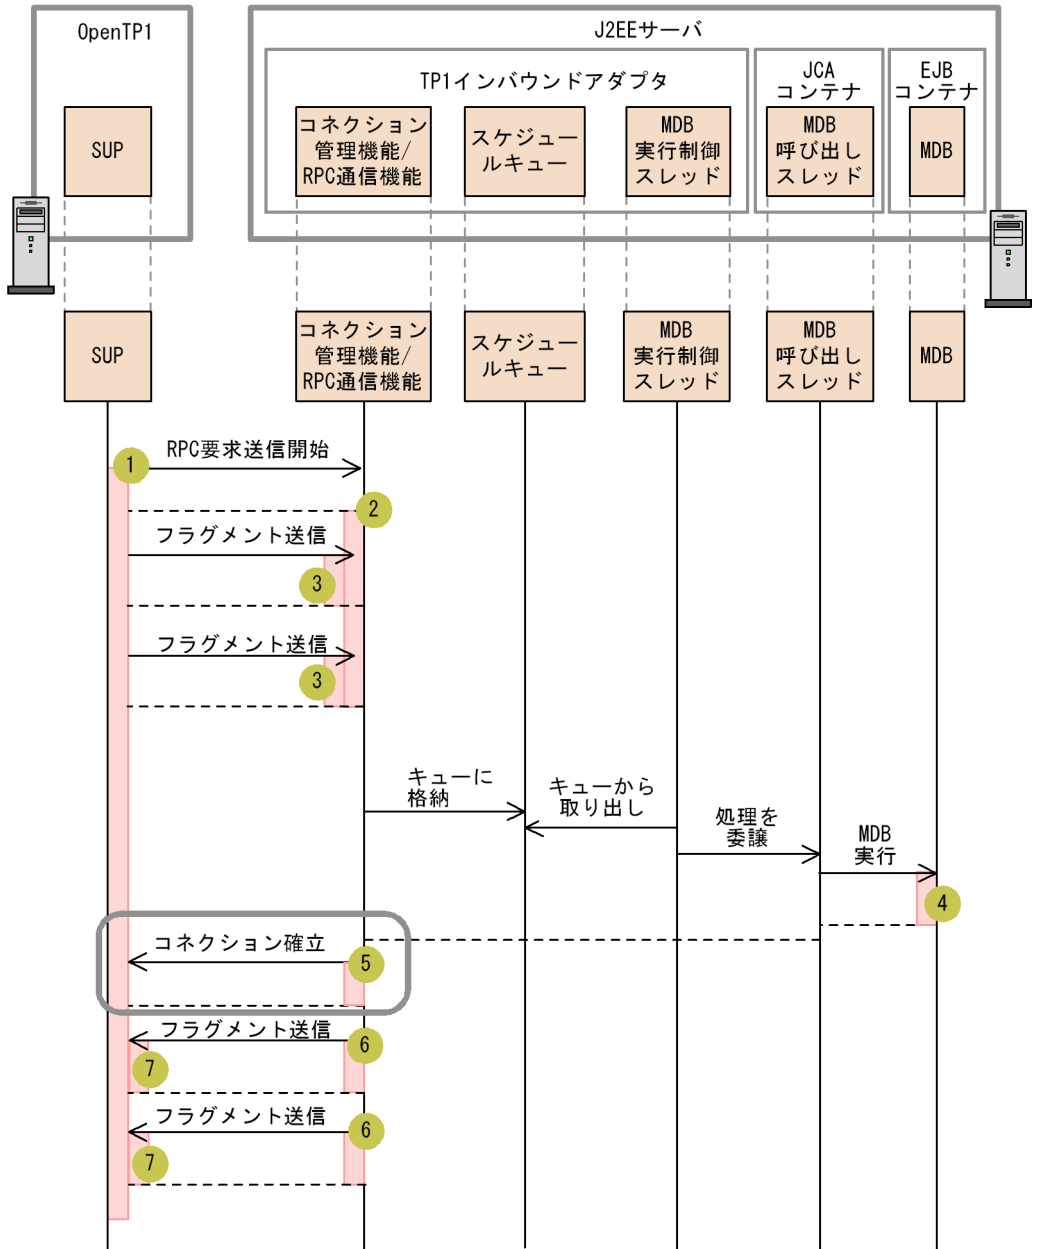 OpenTP1
J2EEサーバ
TP1インバウンドアダプタ
JCA
コンテナ
EJB
コンテナ
SUP
コネクション
管理機能/
RPC通信機能
スケジュー
ルキュー
MDB
実行制御
スレッド
MDB
呼び出し
スレッド
MDB
SUP
コネクション
管理機能/
RPC通信機能
スケジュー
ルキュー
MDB
実行制御
スレッド
MDB
呼び出し
スレッド
MDB
RPC要求送信開始
1
2
フラグメント送信
3
フラグメント送信
3
キューに
格納
キューから
取り出し
処理を
委譲
MDB
実行
4
コネクション確立
5
フラグメント送信
6
7
フラグメント送信
6
7